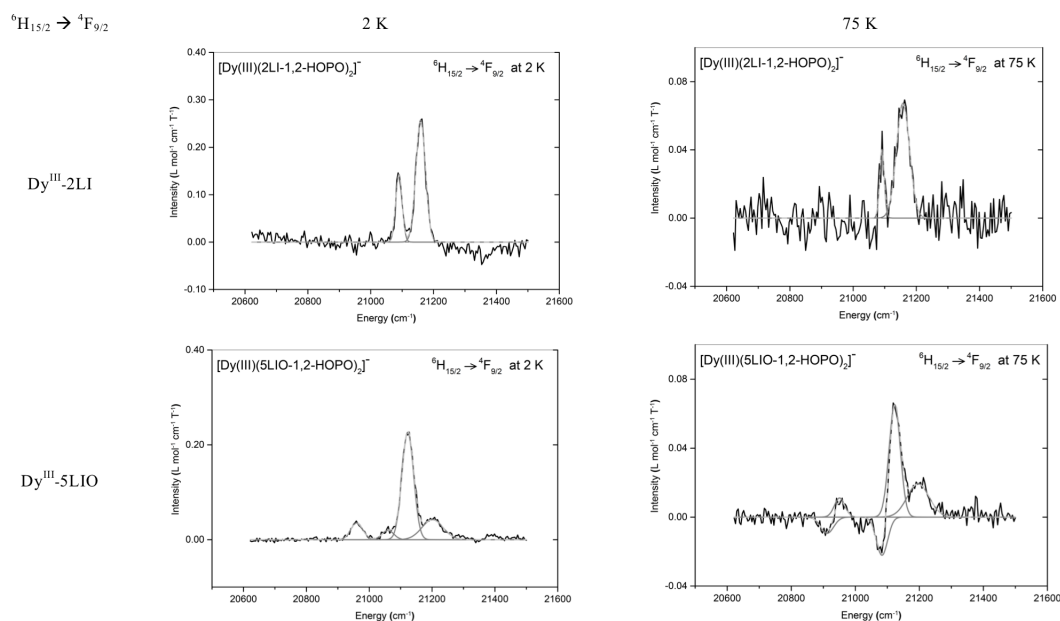 ⁶H₁₅/₂ → ⁴F₉/₂ 2 K 75 K
Dyᴵᴵᴵ-2LI
[Dy(III)(2LI-1,2-HOPO)₂]⁻ ⁶H₁₅/₂ → ⁴F₉/₂ at 2 K
Intensity (L mol⁻¹ cm⁻¹ T⁻¹)
0.40
0.30
0.20
0.10
0.00
-0.10
20600 20800 21000 21200 21400 21600
Energy (cm⁻¹)
[Dy(III)(2LI-1,2-HOPO)₂]⁻ ⁶H₁₅/₂ → ⁴F₉/₂ at 75 K
Intensity (L mol⁻¹ cm⁻¹ T⁻¹)
0.08
0.04
0.00
-0.04
20600 20800 21000 21200 21400 21600
Energy (cm⁻¹)
Dyᴵᴵᴵ-5LIO
[Dy(III)(5LIO-1,2-HOPO)₂]⁻ ⁶H₁₅/₂ → ⁴F₉/₂ at 2 K
Intensity (L mol⁻¹ cm⁻¹ T⁻¹)
0.40
0.20
0.00
20600 20800 21000 21200 21400 21600
Energy (cm⁻¹)
[Dy(III)(5LIO-1,2-HOPO)₂]⁻ ⁶H₁₅/₂ → ⁴F₉/₂ at 75 K
Intensity (L mol⁻¹ cm⁻¹ T⁻¹)
0.08
0.04
0.00
-0.04
20600 20800 21000 21200 21400 21600
Energy (cm⁻¹)